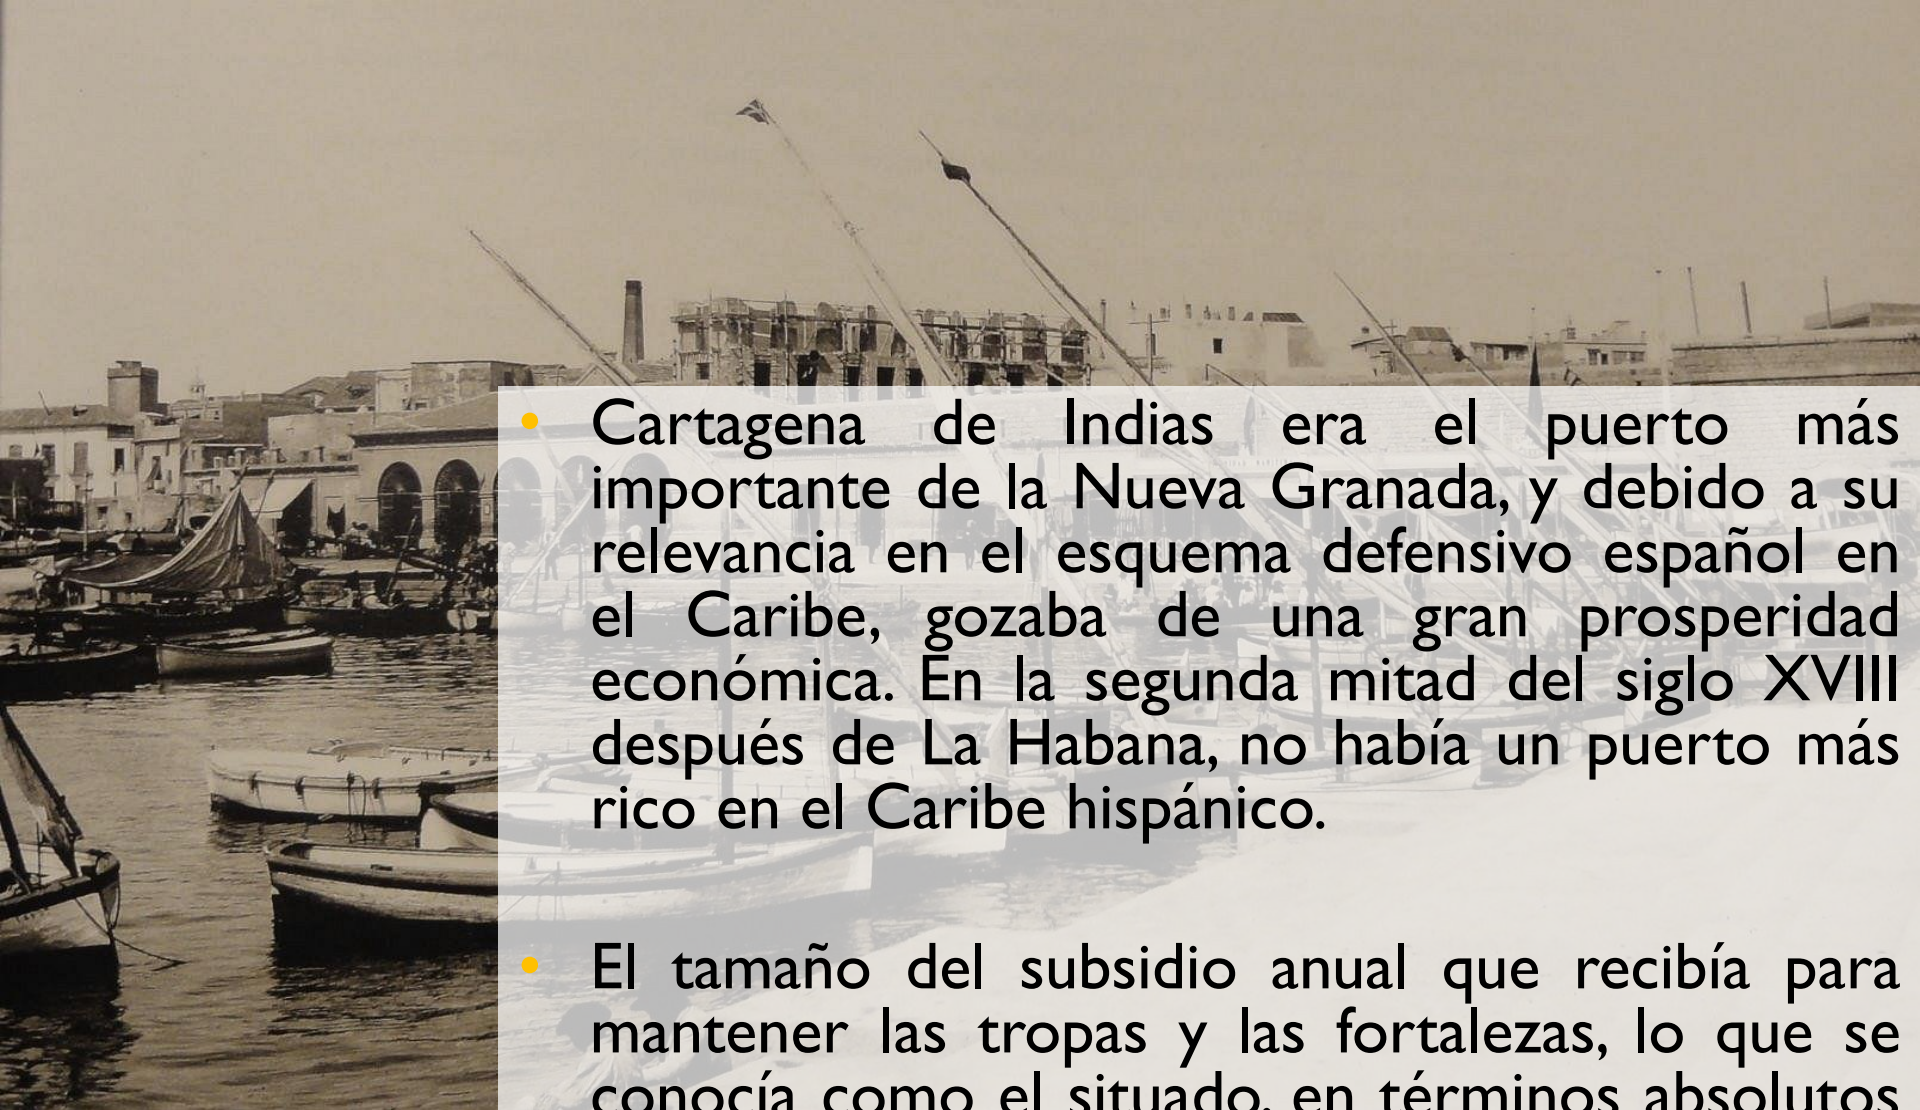 • Cartagena de Indias era el puerto más
importante de la Nueva Granada, y debido a su
relevancia en el esquema defensivo español en
el Caribe, gozaba de una gran prosperidad
económica. En la segunda mitad del siglo XVIII
después de La Habana, no había un puerto más
rico en el Caribe hispánico.
• El tamaño del subsidio anual que recibía para
mantener las tropas y las fortalezas, lo que se
conocía como el situado, en términos absolutos